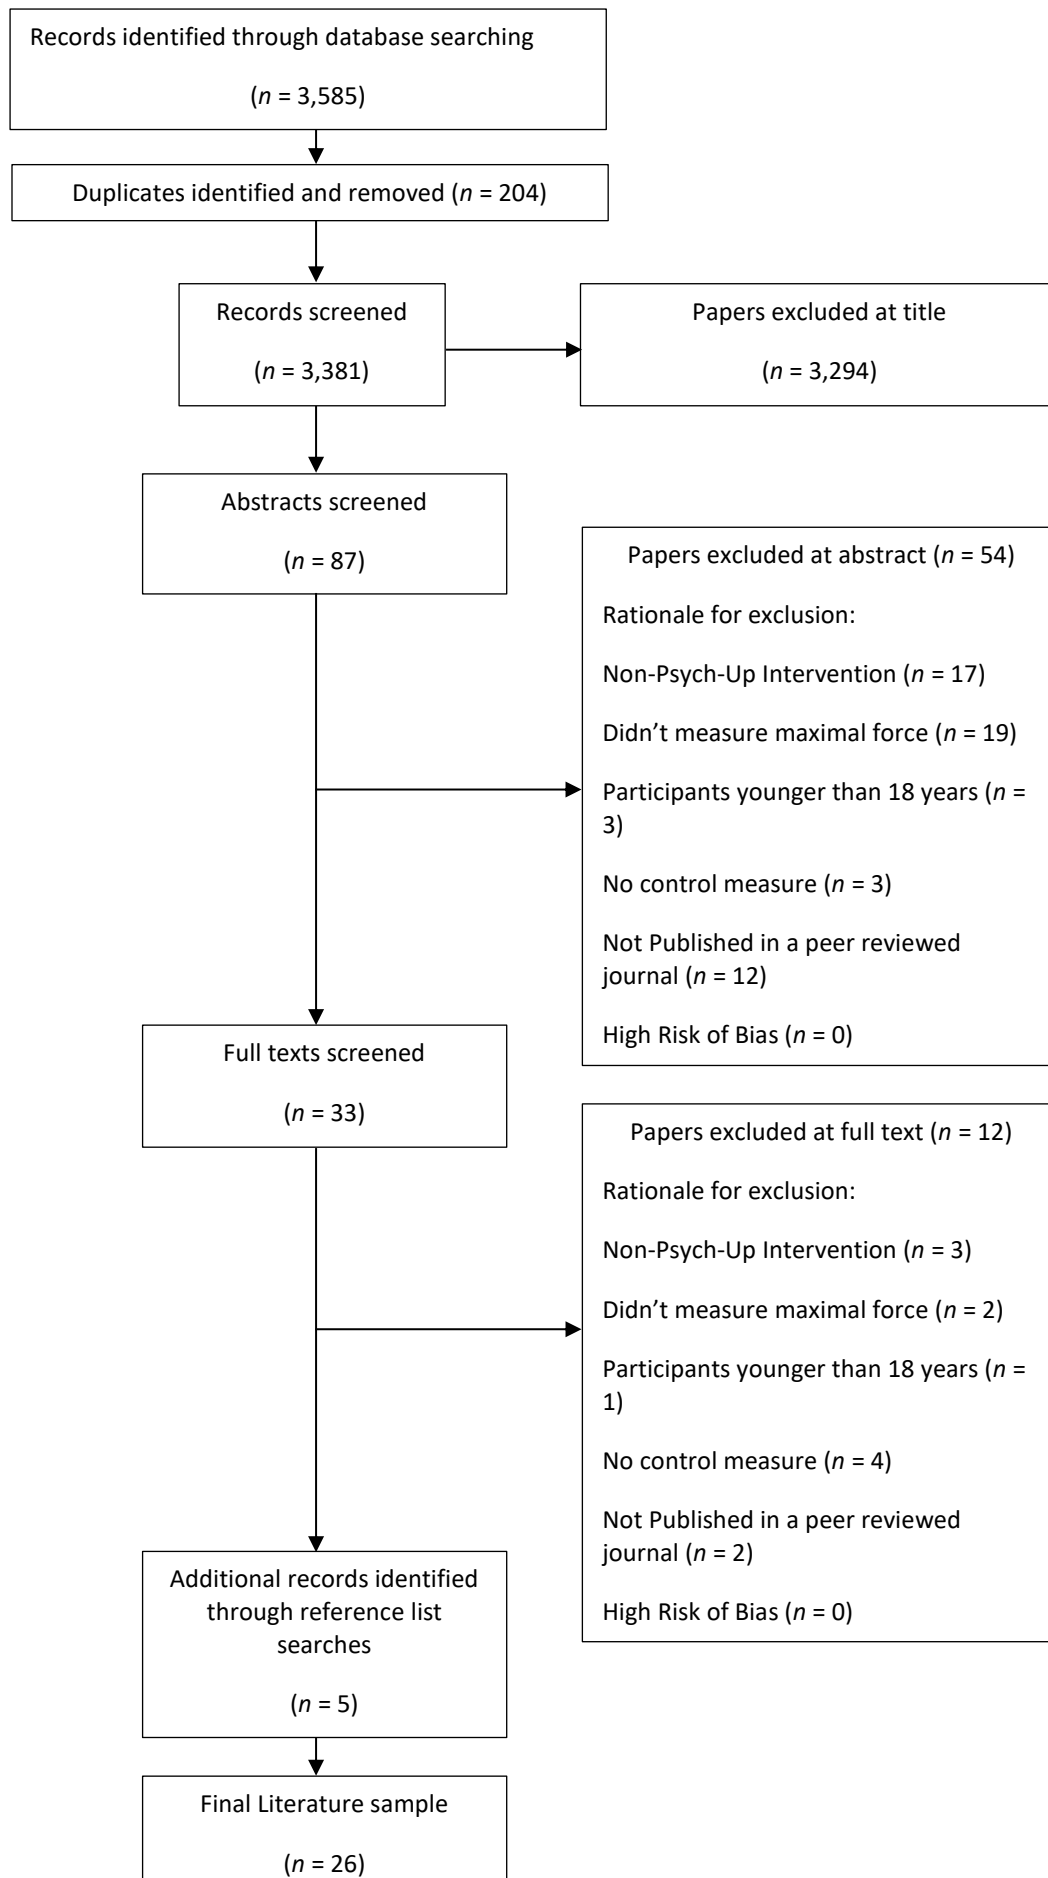 Records identified through database searching
(n = 3,585)
Duplicates identified and removed (n = 204)
Records screened
(n = 3,381)
Papers excluded at title
(n = 3,294)
Abstracts screened
(n = 87)
Papers excluded at abstract (n = 54)
Rationale for exclusion:
Non-Psych-Up Intervention (n = 17)
Didn’t measure maximal force (n = 19)
Participants younger than 18 years (n =
3)
No control measure (n = 3)
Not Published in a peer reviewed
journal (n = 12)
High Risk of Bias (n = 0)
Full texts screened
(n = 33)
Papers excluded at full text (n = 12)
Rationale for exclusion:
Non-Psych-Up Intervention (n = 3)
Didn’t measure maximal force (n = 2)
Participants younger than 18 years (n =
1)
No control measure (n = 4)
Not Published in a peer reviewed
journal (n = 2)
High Risk of Bias (n = 0)
Additional records identified
through reference list
searches
(n = 5)
Final Literature sample
(n = 26)